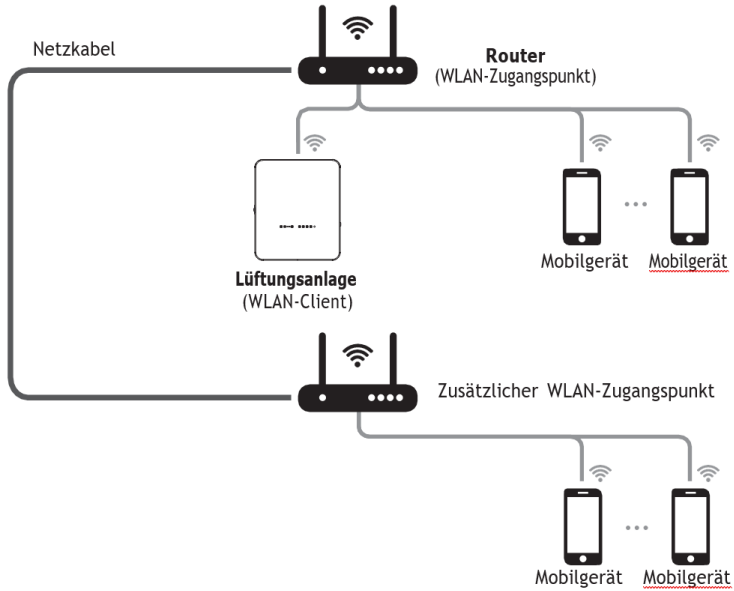 Netzkabel
Router
(WLAN-Zugangspunkt)
Mobilgerät
Mobilgerät
Lüftungsanlage
(WLAN-Client)
Zusätzlicher WLAN-Zugangspunkt
Mobilgerät
Mobilgerät